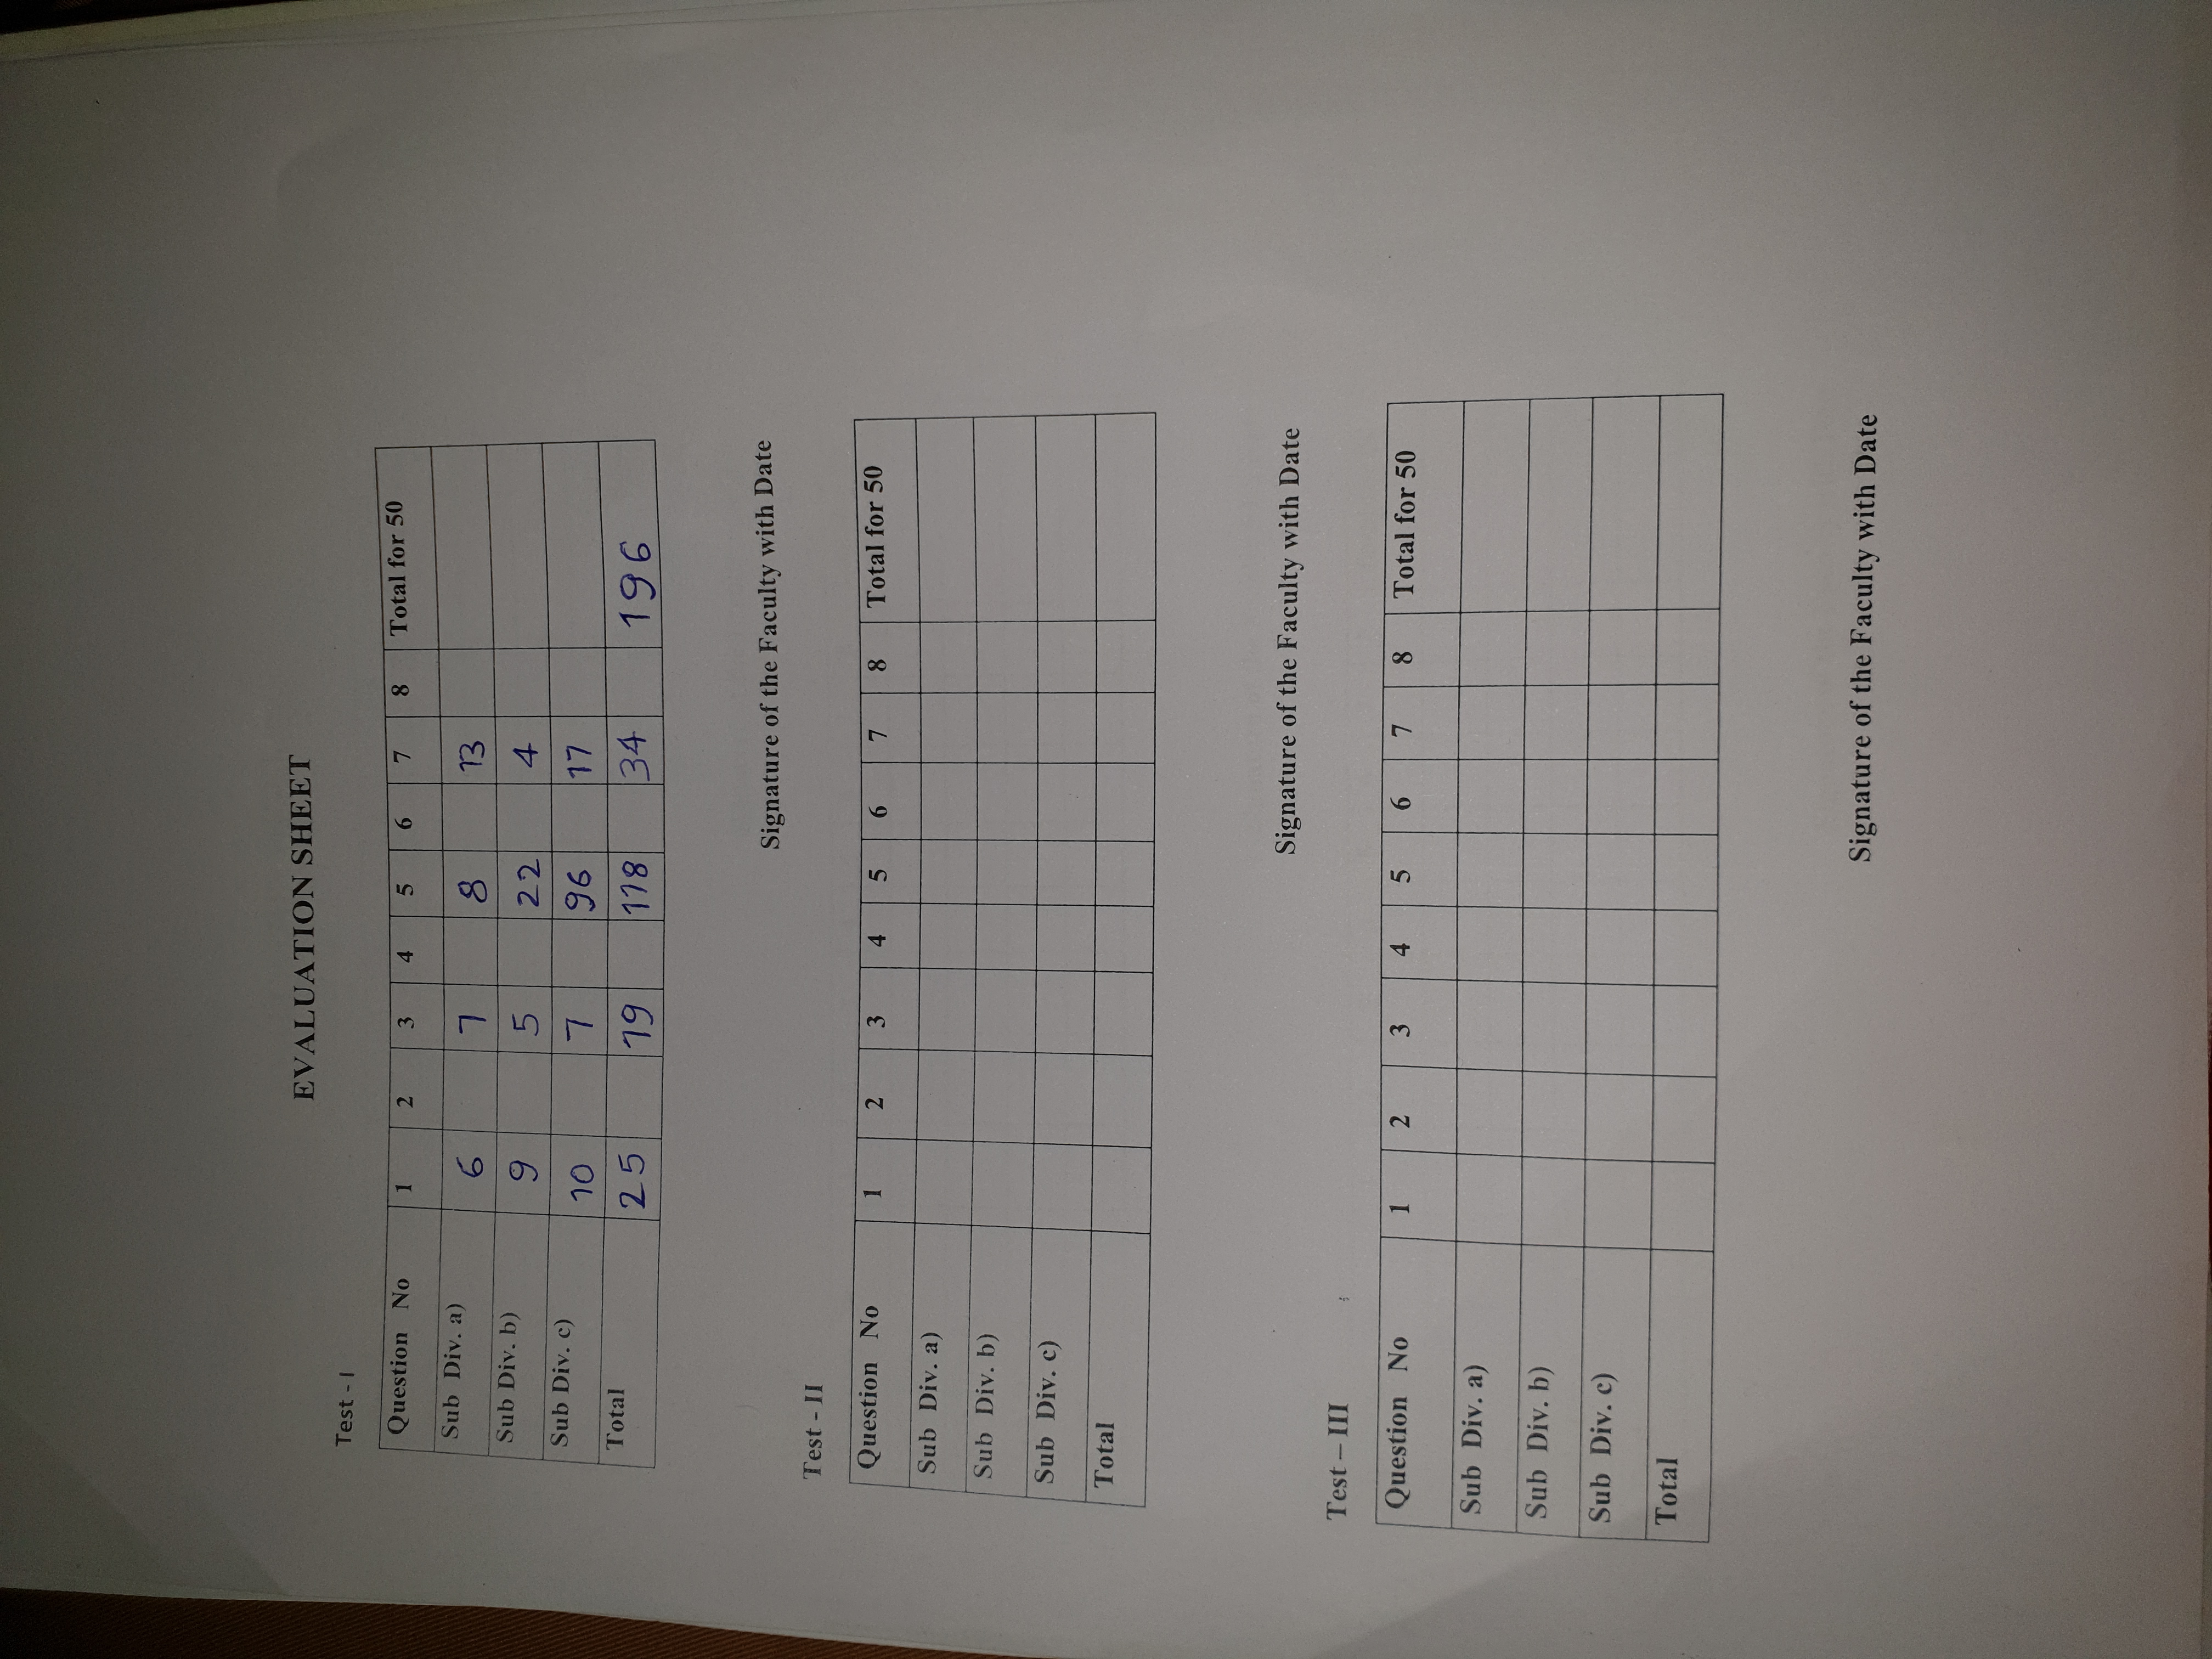 EVALUATION SHEET
Test - I
Question No 1 2 3 4 5 6 7 8 Total for 50
Sub Div. a) 6 7 8 13
Sub Div. b) 9 5 22 4
Sub Div. c) 10 7 96 17
Total 25 19 118 34 196
Signature of the Faculty with Date
Test - II
Question No 1 2 3 4 5 6 7 8 Total for 50
Sub Div. a)
Sub Div. b)
Sub Div. c)
Total
Signature of the Faculty with Date
Test – III
Question No 1 2 3 4 5 6 7 8 Total for 50
Sub Div. a)
Sub Div. b)
Sub Div. c)
Total
Signature of the Faculty with Date